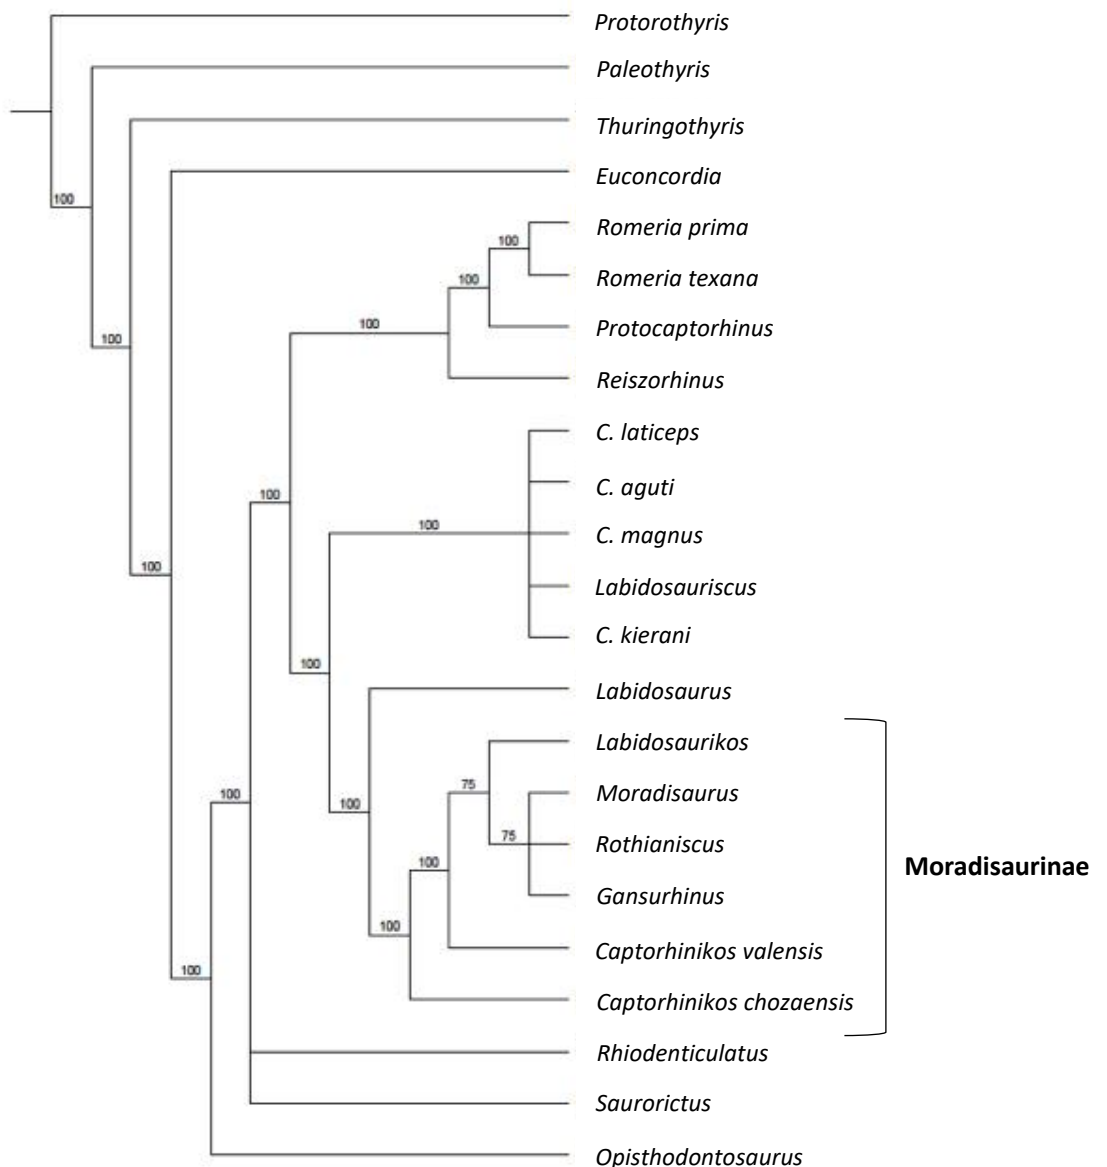 Protorothyris
Paleothyris
Thuringothyris
Euconcordia
100
Romeria prima
100
Romeria texana
100
Protocaptorhinus
100
100
Reiszorhinus
C. laticeps
C. aguti
100
100
C. magnus
100
Labidosauriscus
C. kierani
100
Labidosaurus
Labidosaurikos
75
Moradisaurus
100
100
75
Rothianiscus
100
Moradisaurinae
Gansurhinus
100
Captorhinikos valensis
100
Captorhinikos chozaensis
Rhiodenticulatus
Saurorictus
Opisthodontosaurus